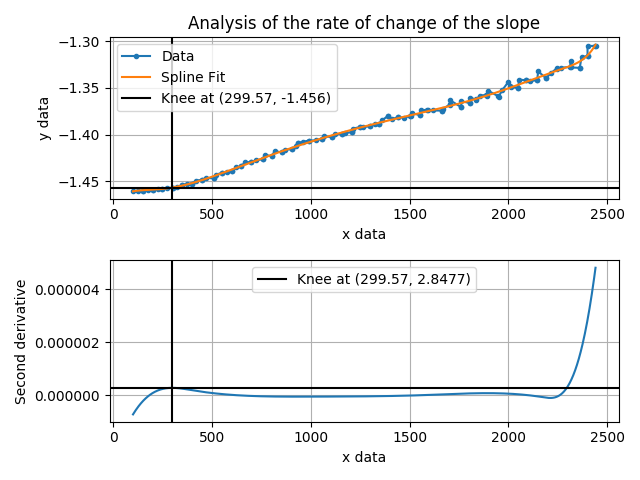 Analysis of the rate of change of the slope
−1.30
−1.35
−1.40
−1.45
y data
Data
Spline Fit
Knee at (299.57, -1.456)
0
500
1000
1500
2000
2500
x data
0.000004
0.000002
0.000000
Second derivative
Knee at (299.57, 2.8477)
0
500
1000
1500
2000
2500
x data